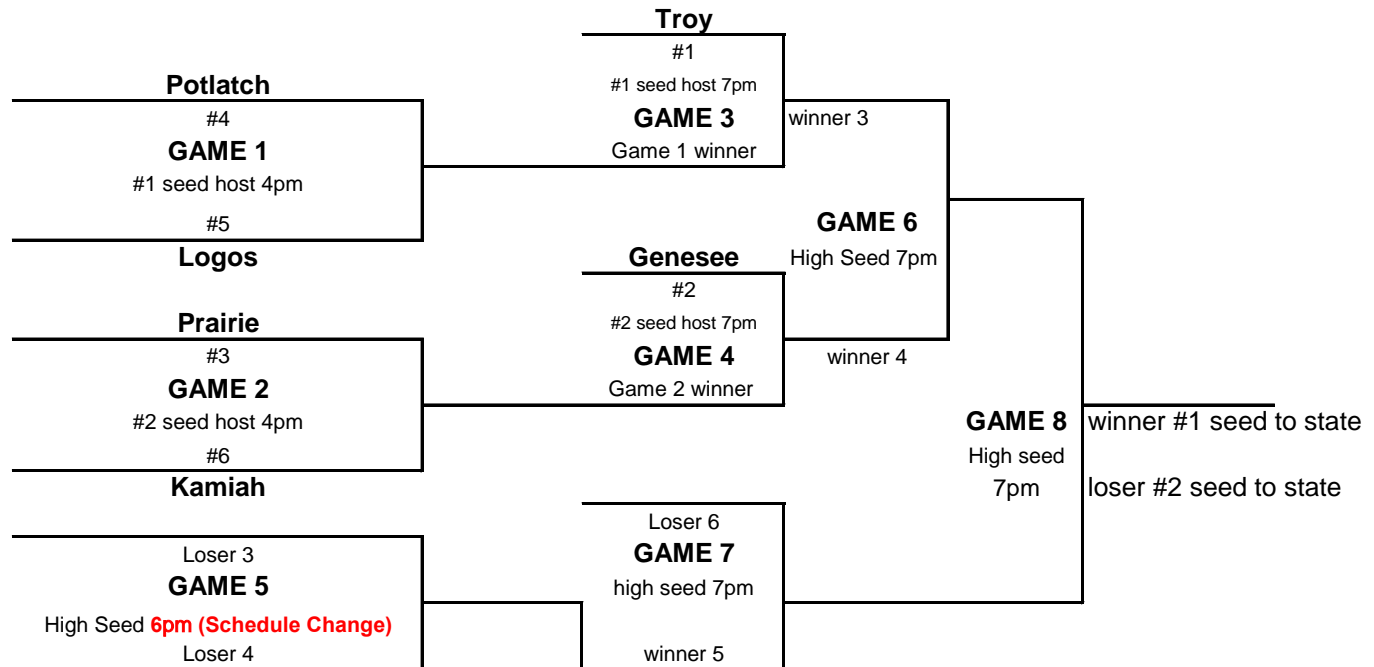 Troy
#1
#1 seed host 7pm
GAME 3
Game 1 winner
winner 3
Potlatch
#4
GAME 1
#1 seed host 4pm
#5
Logos
GAME 6
High Seed 7pm
Genesee
#2
#2 seed host 7pm
GAME 4
Game 2 winner
winner 4
Prairie
#3
GAME 2
#2 seed host 4pm
#6
Kamiah
GAME 8
High seed
7pm
winner #1 seed to state
loser #2 seed to state
Loser 3
GAME 5
High Seed 6pm (Schedule Change)
Loser 4
Loser 6
GAME 7
high seed 7pm
winner 5